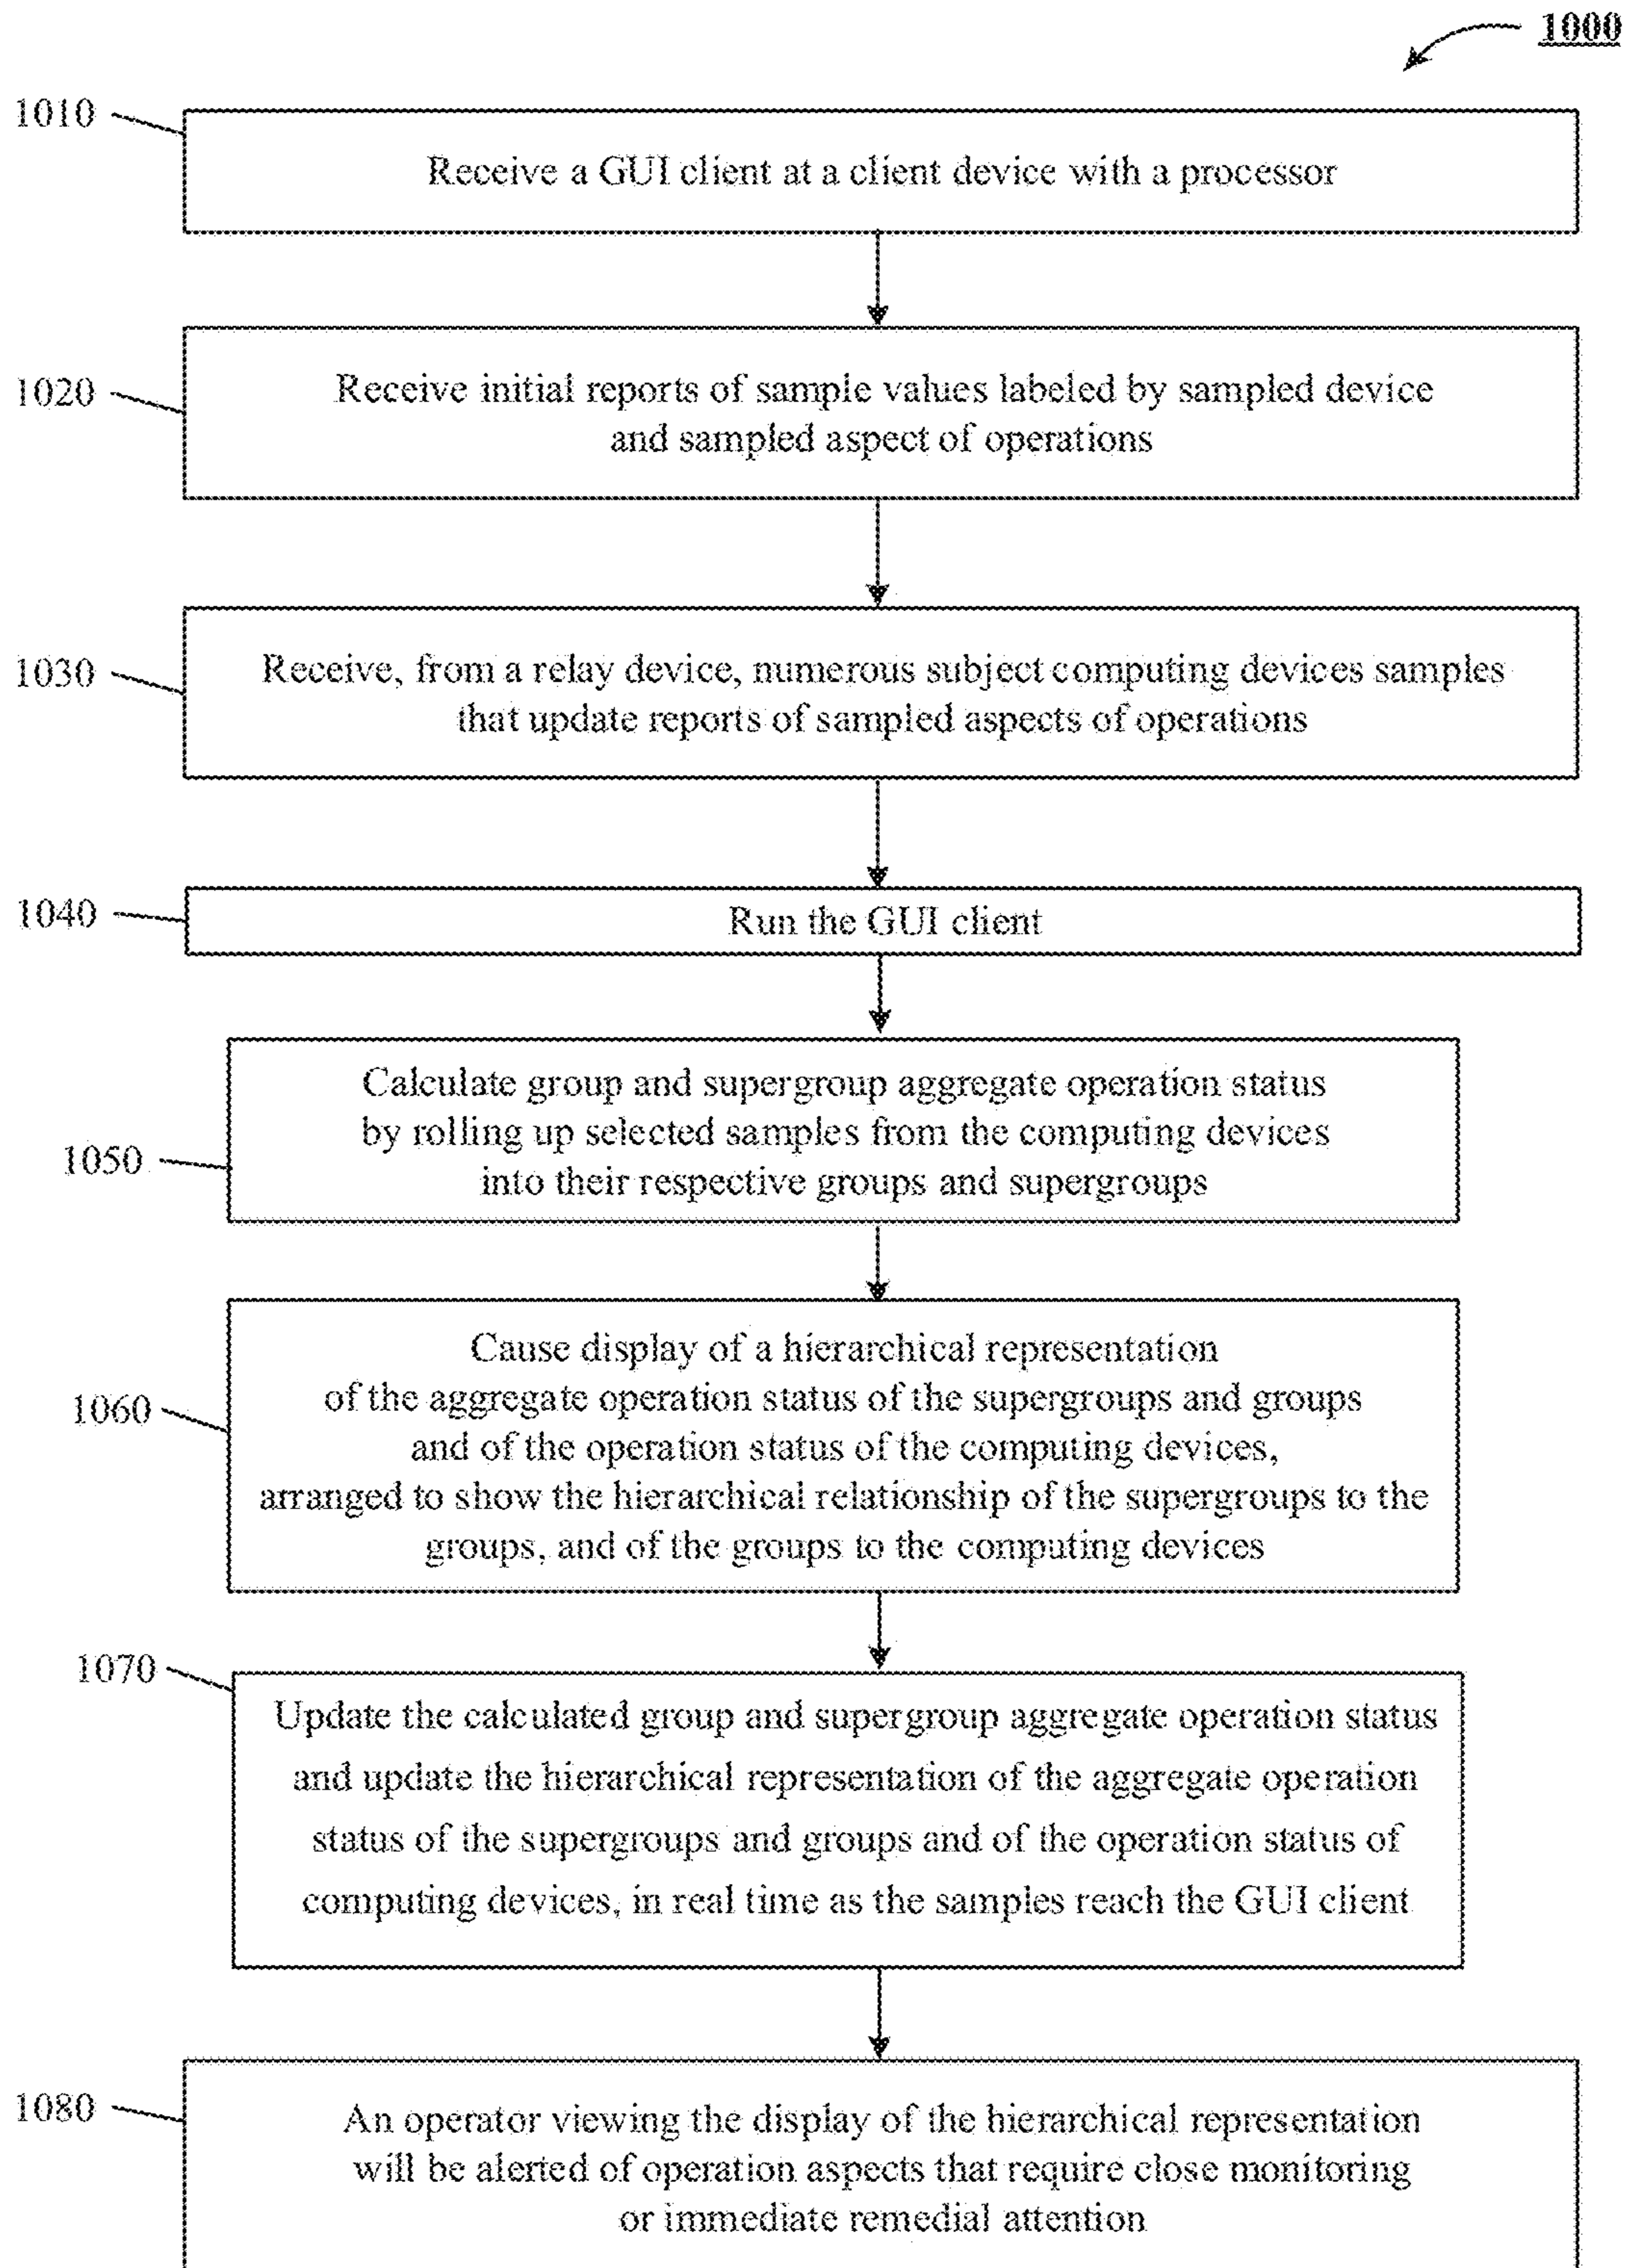 1000
1010
Receive a GUI client at a client device with a processor
1020
Receive initial reports of sample values labeled by sampled device
and sampled aspect of operations
1030
Receive, from a relay device, numerous subject computing devices samples
that update reports of sampled aspects of operations
1040
Run the GUI client
1050
Calculate group and supergroup aggregate operation status
by rolling up selected samples from the computing devices
into their respective groups and supergroups
1060
Cause display of a hierarchical representation
of the aggregate operation status of the supergroups and groups
and of the operation status of the computing devices,
arranged to show the hierarchical relationship of the supergroups to the
groups, and of the groups to the computing devices
1070
Update the calculated group and supergroup aggregate operation status
and update the hierarchical representation of the aggregate operation
status of the supergroups and groups and of the operation status of
computing devices, in real time as the samples reach the GUI client
1080
An operator viewing the display of the hierarchical representation
will be alerted of operation aspects that require close monitoring
or immediate remedial attention